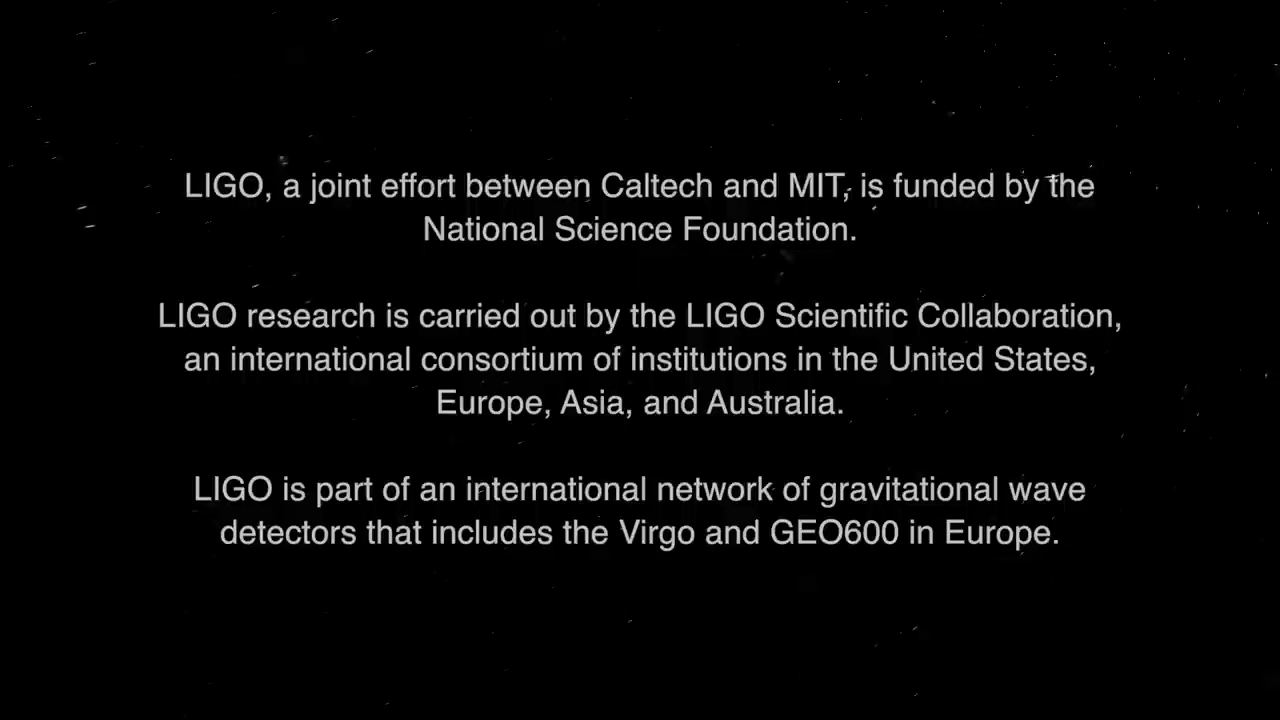 LIGO, a joint effort between Caltech and MIT, is funded by the
National Science Foundation.
LIGO research is carried out by the LIGO Scientific Collaboration,
an international consortium of institutions in the United States,
Europe, Asia, and Australia.
LIGO is part of an international network of gravitational wave
detectors that includes the Virgo and GEO600 in Europe.